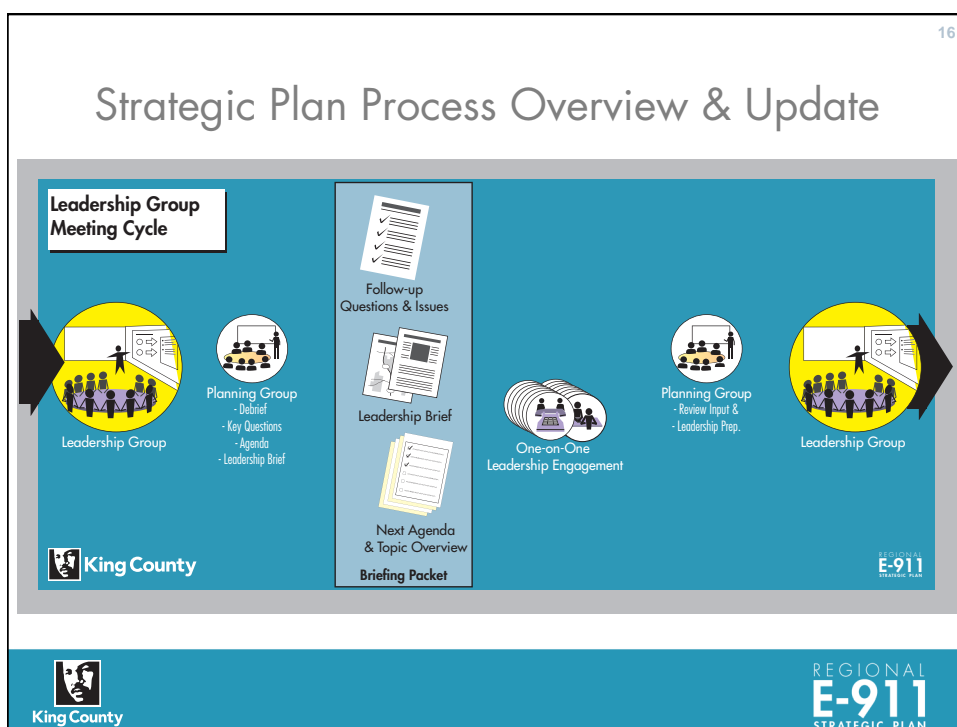 16
Strategic Plan Process Overview & Update
Leadership Group
Meeting Cycle
Leadership Group
Planning Group
- Debrief
- Key Questions
- Agenda
- Leadership Brief
Follow-up
Questions & Issues
Leadership Brief
Next Agenda
& Topic Overview
Briefing Packet
One-on-One
Leadership Engagement
Planning Group
- Review Input &
- Leadership Prep.
Leadership Group
King County
REGIONAL
E-911
STRATEGIC PLAN
King County
REGIONAL
E-911
STRATEGIC PLAN